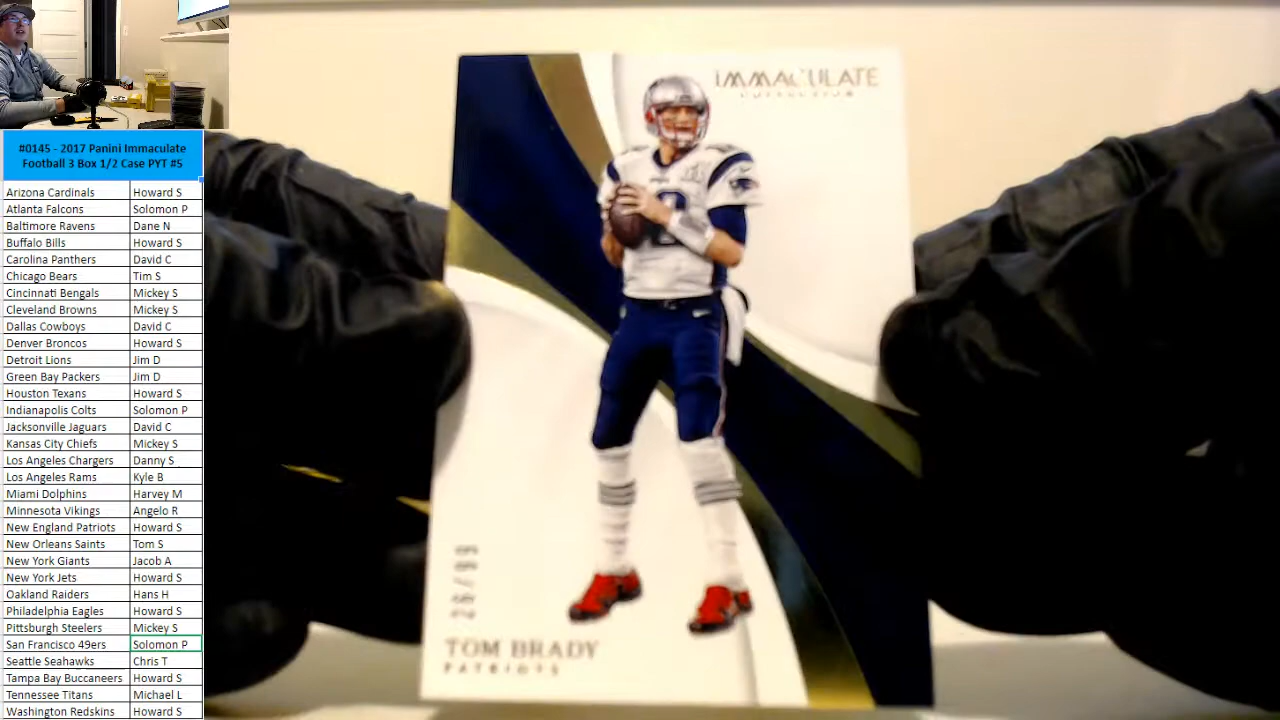 #0145 - 2017 Panini Immaculate
Football 3 Box 1/2 Case PYT #5
Arizona Cardinals Howard S
Atlanta Falcons Solomon P
Baltimore Ravens Dane N
Buffalo Bills Howard S
Carolina Panthers David C
Chicago Bears Tim S
Cincinnati Bengals Mickey S
Cleveland Browns Mickey S
Dallas Cowboys David C
Denver Broncos Howard S
Detroit Lions Jim D
Green Bay Packers Jim D
Houston Texans Howard S
Indianapolis Colts Solomon P
Jacksonville Jaguars David C
Kansas City Chiefs Mickey S
Los Angeles Chargers Danny S
Los Angeles Rams Kyle B
Miami Dolphins Harvey M
Minnesota Vikings Angelo R
New England Patriots Howard S
New Orleans Saints Tom S
New York Giants Jacob A
New York Jets Howard S
Oakland Raiders Hans H
Philadelphia Eagles Howard S
Pittsburgh Steelers Mickey S
San Francisco 49ers Solomon P
Seattle Seahawks Chris T
Tampa Bay Buccaneers Howard S
Tennessee Titans Michael L
Washington Redskins Howard S
IMMACULATE
COLLECTION
26/99
TOM BRADY
PATRIOTS